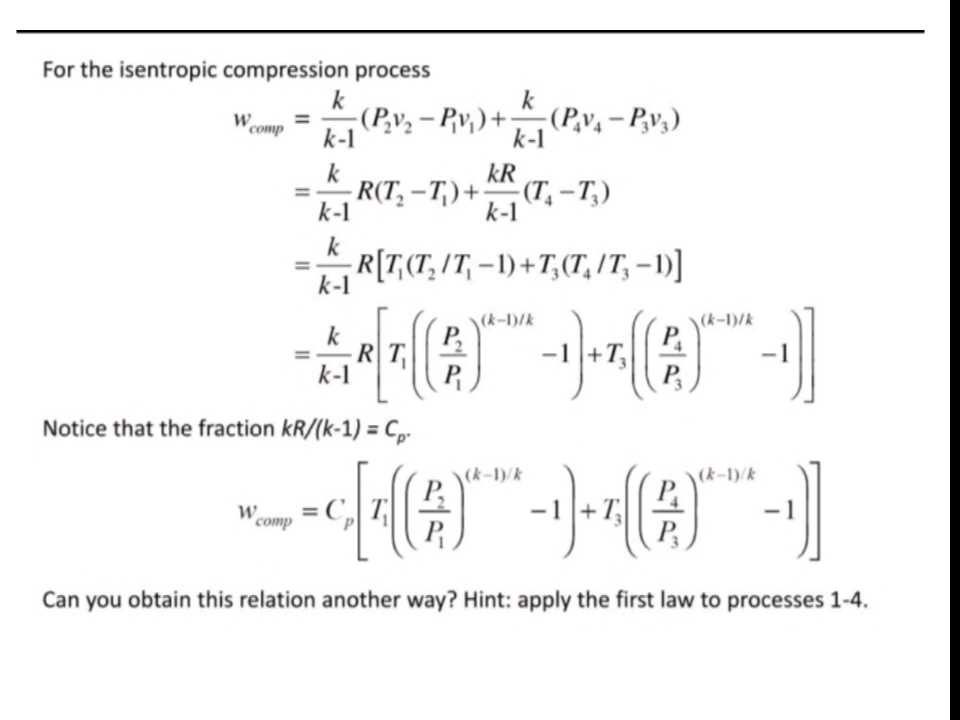 For the isentropic compression process
w_comp = k/(k-1) (P₂v₂ − P₁v₁) + k/(k-1) (P₄v₄ − P₃v₃)
= k/(k-1) R(T₂ − T₁) + kR/(k-1) (T₄ − T₃)
= k/(k-1) R[T₁(T₂/T₁ − 1) + T₃(T₄/T₃ − 1)]
= k/(k-1) R[T₁((P₂/P₁)^((k−1)/k) − 1) + T₃((P₄/P₃)^((k−1)/k) − 1)]
Notice that the fraction kR/(k-1) = Cₚ.
w_comp = Cₚ[T₁((P₂/P₁)^((k−1)/k) − 1) + T₃((P₄/P₃)^((k−1)/k) − 1)]
Can you obtain this relation another way? Hint: apply the first law to processes 1-4.